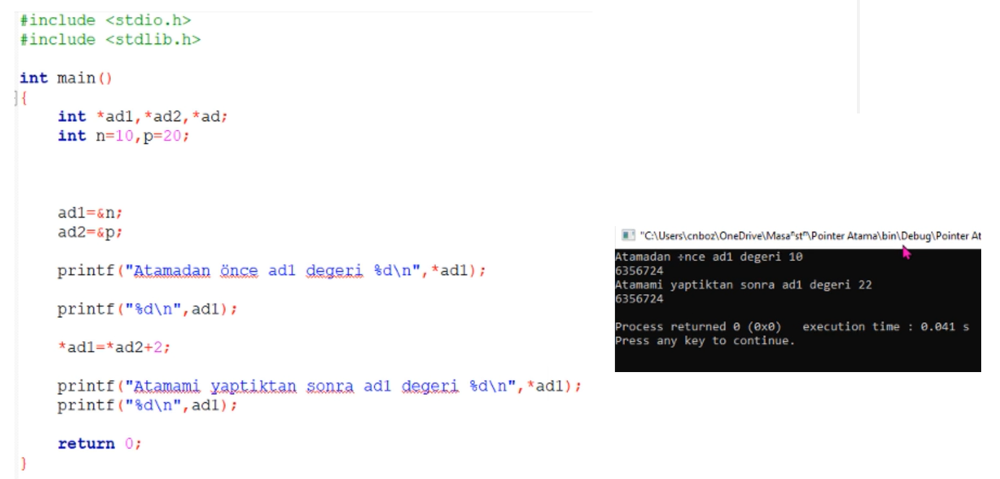 #include <stdio.h>
#include <stdlib.h>
int main()
{
int *ad1,*ad2,*ad;
int n=10,p=20;
ad1=&n;
ad2=&p;
printf("Atamadan önce ad1 degeri %d\n",*ad1);
printf("%d\n",ad1);
*ad1=*ad2+2;
printf("Atamami yaptiktan sonra ad1 degeri %d\n",*ad1);
printf("%d\n",ad1);
return 0;
}
"C:\Users\cnboz\OneDrive\Masaⁿstⁿ\Pointer Atama\bin\Debug\Pointer At
Atamadan ÷nce ad1 degeri 10
6356724
Atamami yaptiktan sonra ad1 degeri 22
6356724
Process returned 0 (0x0)   execution time : 0.041 s
Press any key to continue.